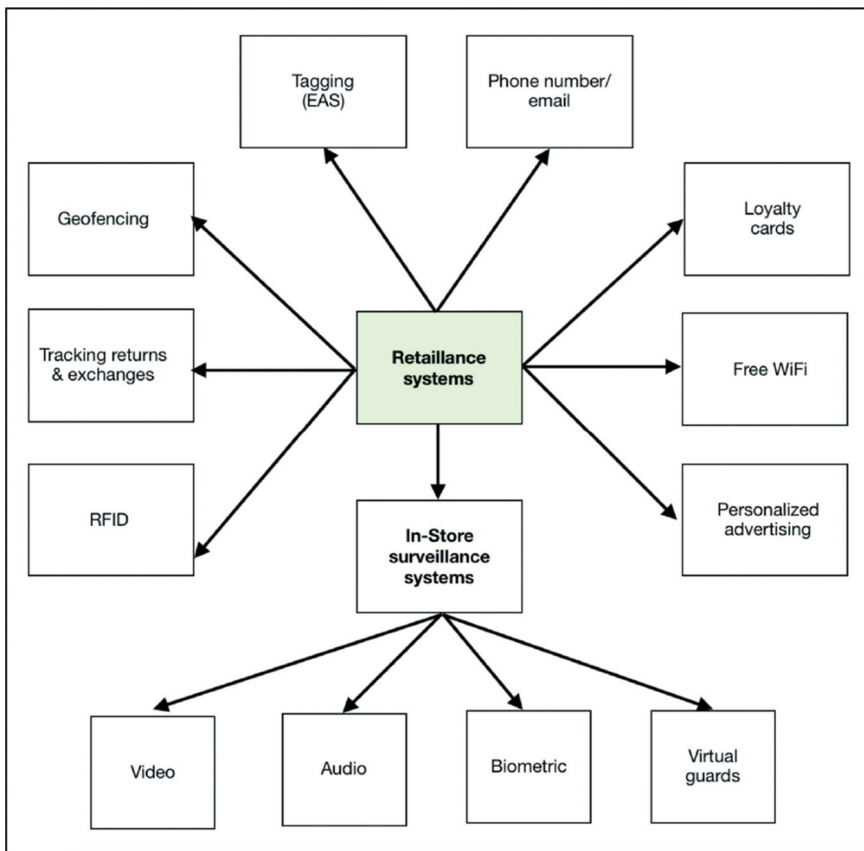 Tagging
(EAS)
Phone number/
email
Geofencing
Loyalty
cards
Tracking returns
& exchanges
Retaillance
systems
Free WiFi
RFID
In-Store
surveillance
systems
Personalized
advertising
Video
Audio
Biometric
Virtual
guards